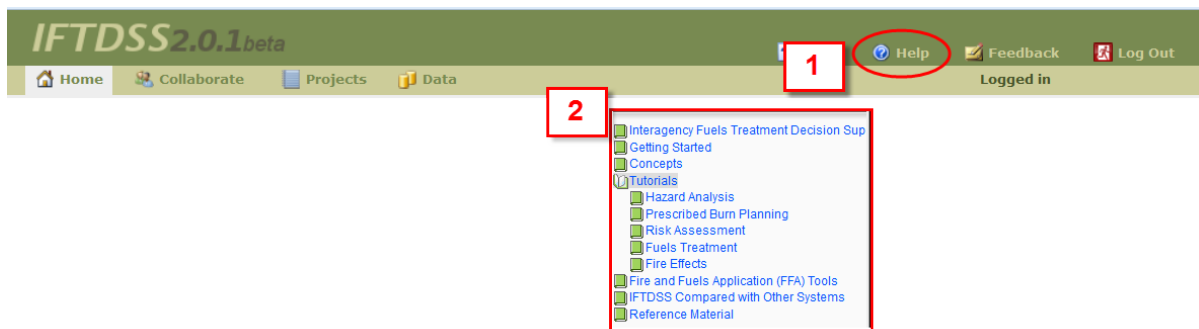 IFTDSS2.0.1beta
1
Help
Feedback
Log Out
Home
Collaborate
Projects
Data
Logged in
2
Interagency Fuels Treatment Decision Sup
Getting Started
Concepts
Tutorials
Hazard Analysis
Prescribed Burn Planning
Risk Assessment
Fuels Treatment
Fire Effects
Fire and Fuels Application (FFA) Tools
IFTDSS Compared with Other Systems
Reference Material